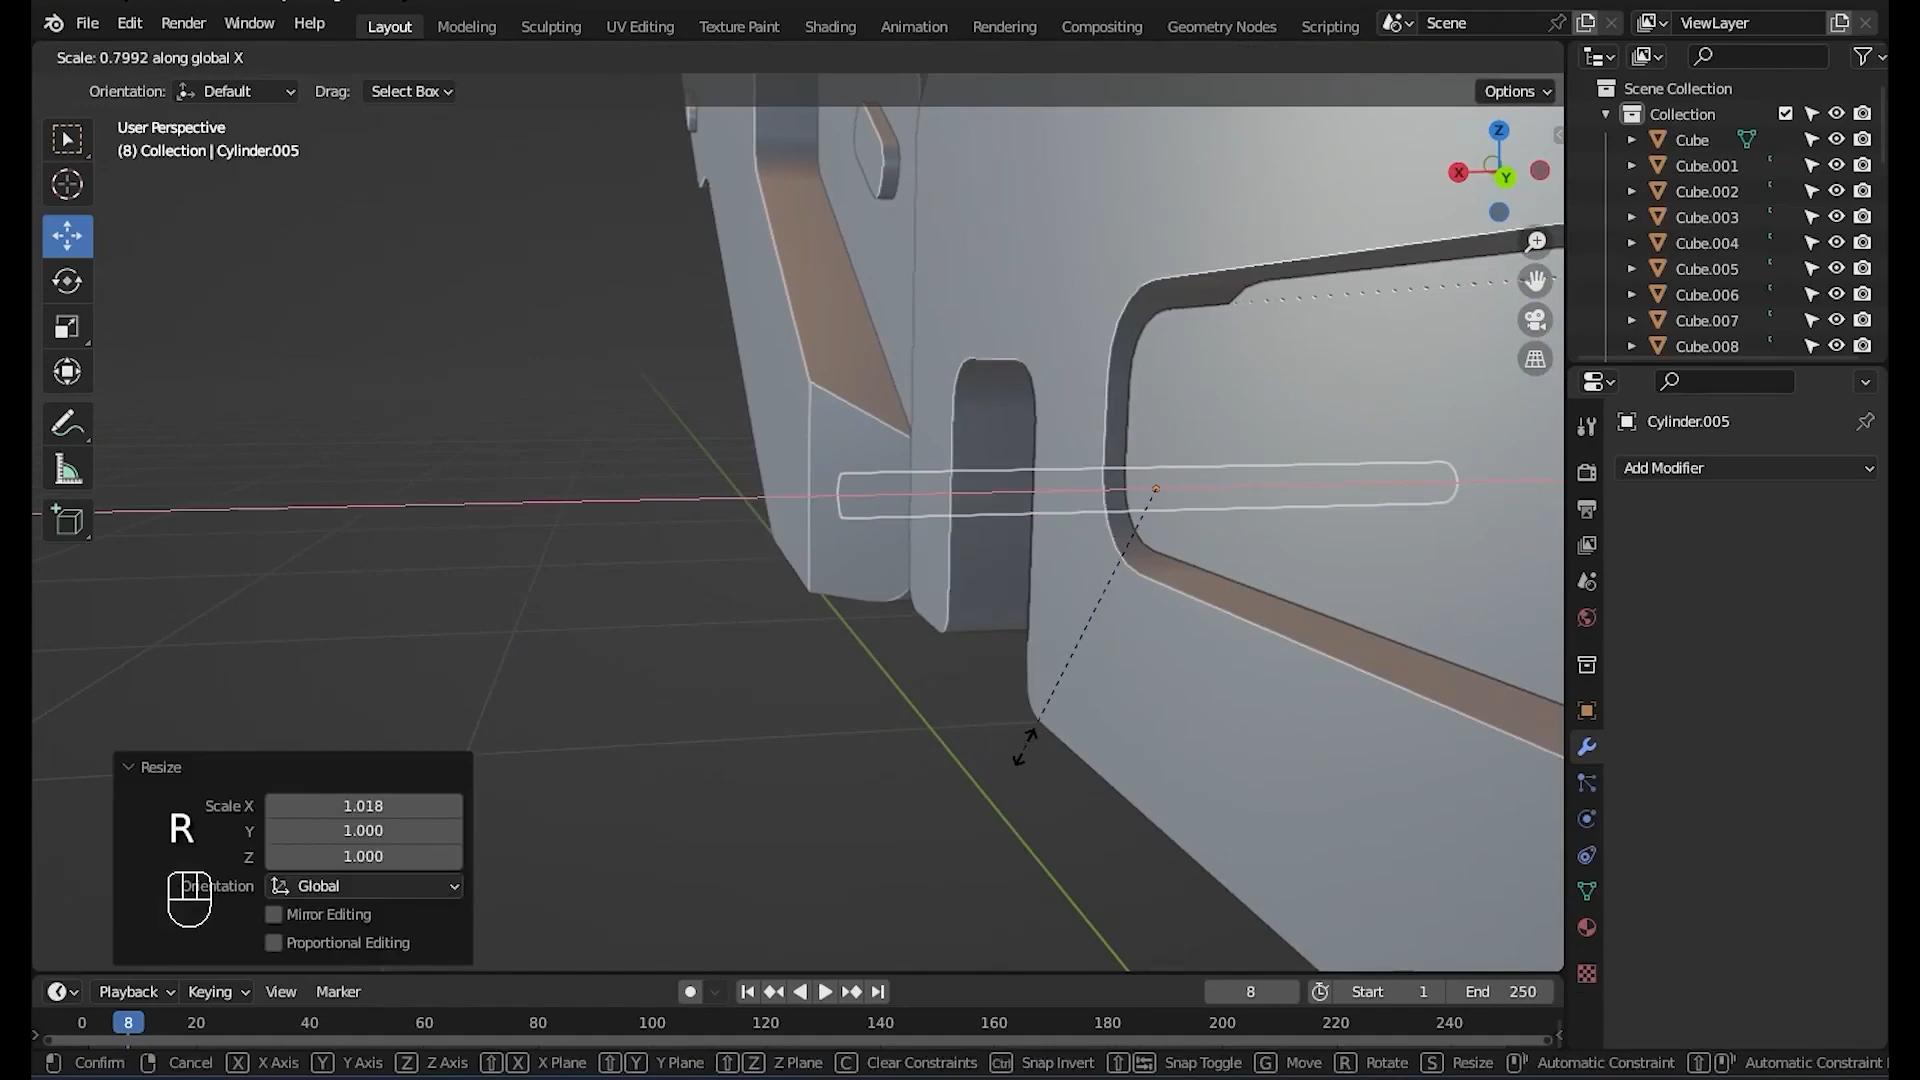 File Edit Render Window Help Layout Modeling Sculpting UV Editing Texture Paint Shading Animation Rendering Compositing Geometry Nodes Scripting Scene ViewLayer
Scale: 0.7992 along global X
Orientation: Default Drag: Select Box Options
User Perspective
(8) Collection | Cylinder.005
Z
X
Y
Scene Collection
Collection
Cube
Cube.001
Cube.002
Cube.003
Cube.004
Cube.005
Cube.006
Cube.007
Cube.008
Cylinder.005
Add Modifier
Resize
Scale X 1.018
Y 1.000
Z 1.000
R
Orientation Global
Mirror Editing
Proportional Editing
Playback Keying View Marker 8 Start 1 End 250
0 8 20 40 60 80 100 120 140 160 180 200 220 240
Confirm Cancel X X Axis Y Y Axis Z Z Axis X X Plane Y Y Plane Z Z Plane C Clear Constraints Ctrl Snap Invert Snap Toggle G Move R Rotate S Resize Automatic Constraint Automatic Constraint